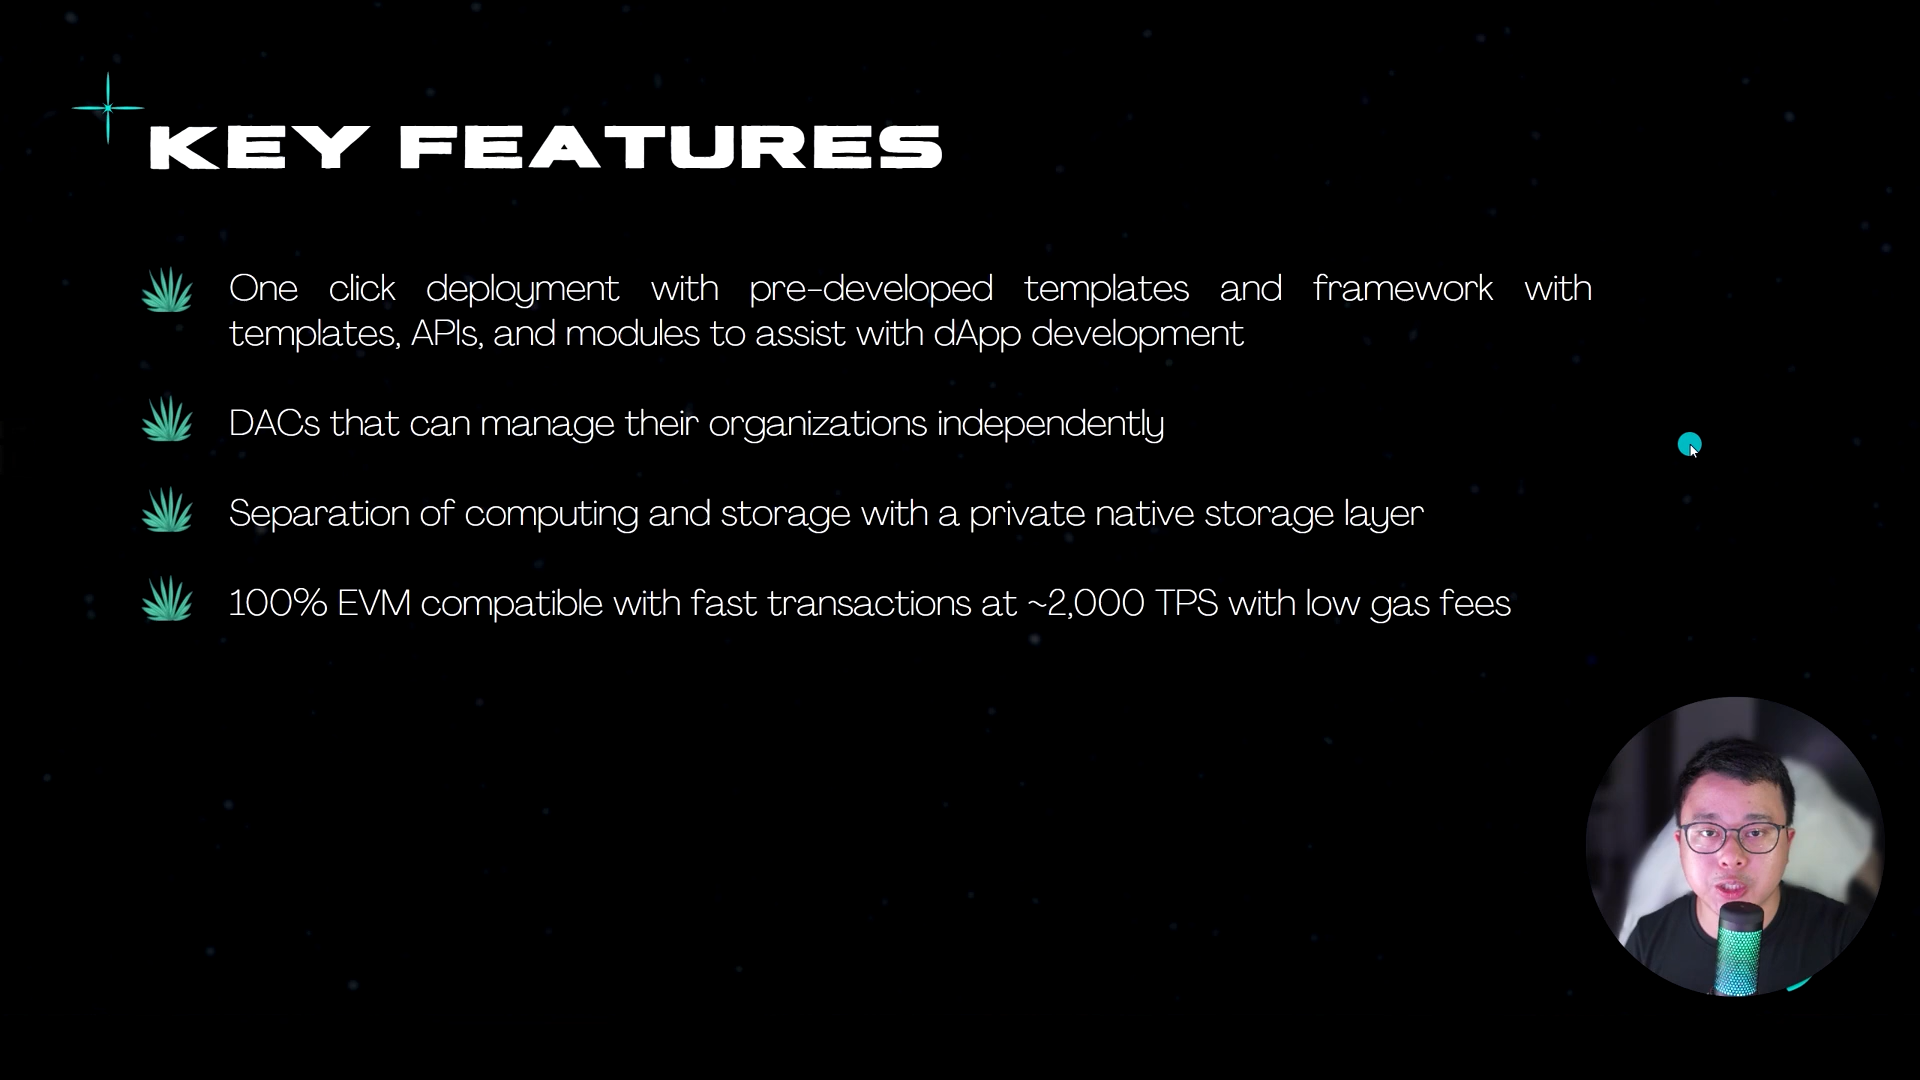 KEY FEATURES
One click deployment with pre-developed templates and framework with
templates, APIs, and modules to assist with dApp development
DACs that can manage their organizations independently
Separation of computing and storage with a private native storage layer
100% EVM compatible with fast transactions at ~2,000 TPS with low gas fees